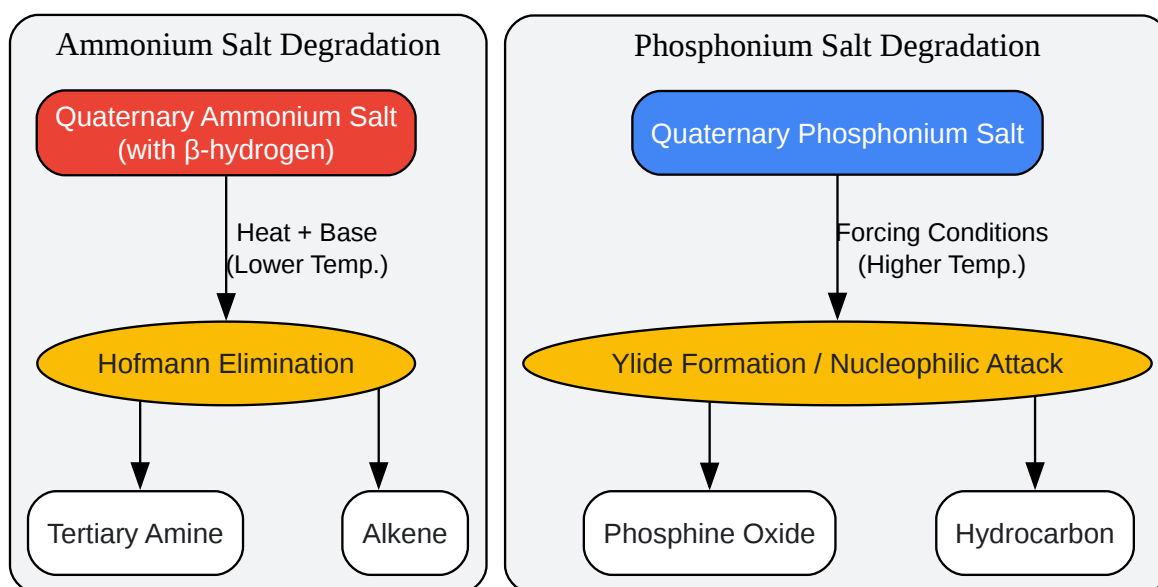 Ammonium Salt Degradation
Quaternary Ammonium Salt
(with β-hydrogen)
Heat + Base
(Lower Temp.)
Hofmann Elimination
Tertiary Amine
Alkene
Phosphonium Salt Degradation
Quaternary Phosphonium Salt
Forcing Conditions
(Higher Temp.)
Ylide Formation / Nucleophilic Attack
Phosphine Oxide
Hydrocarbon